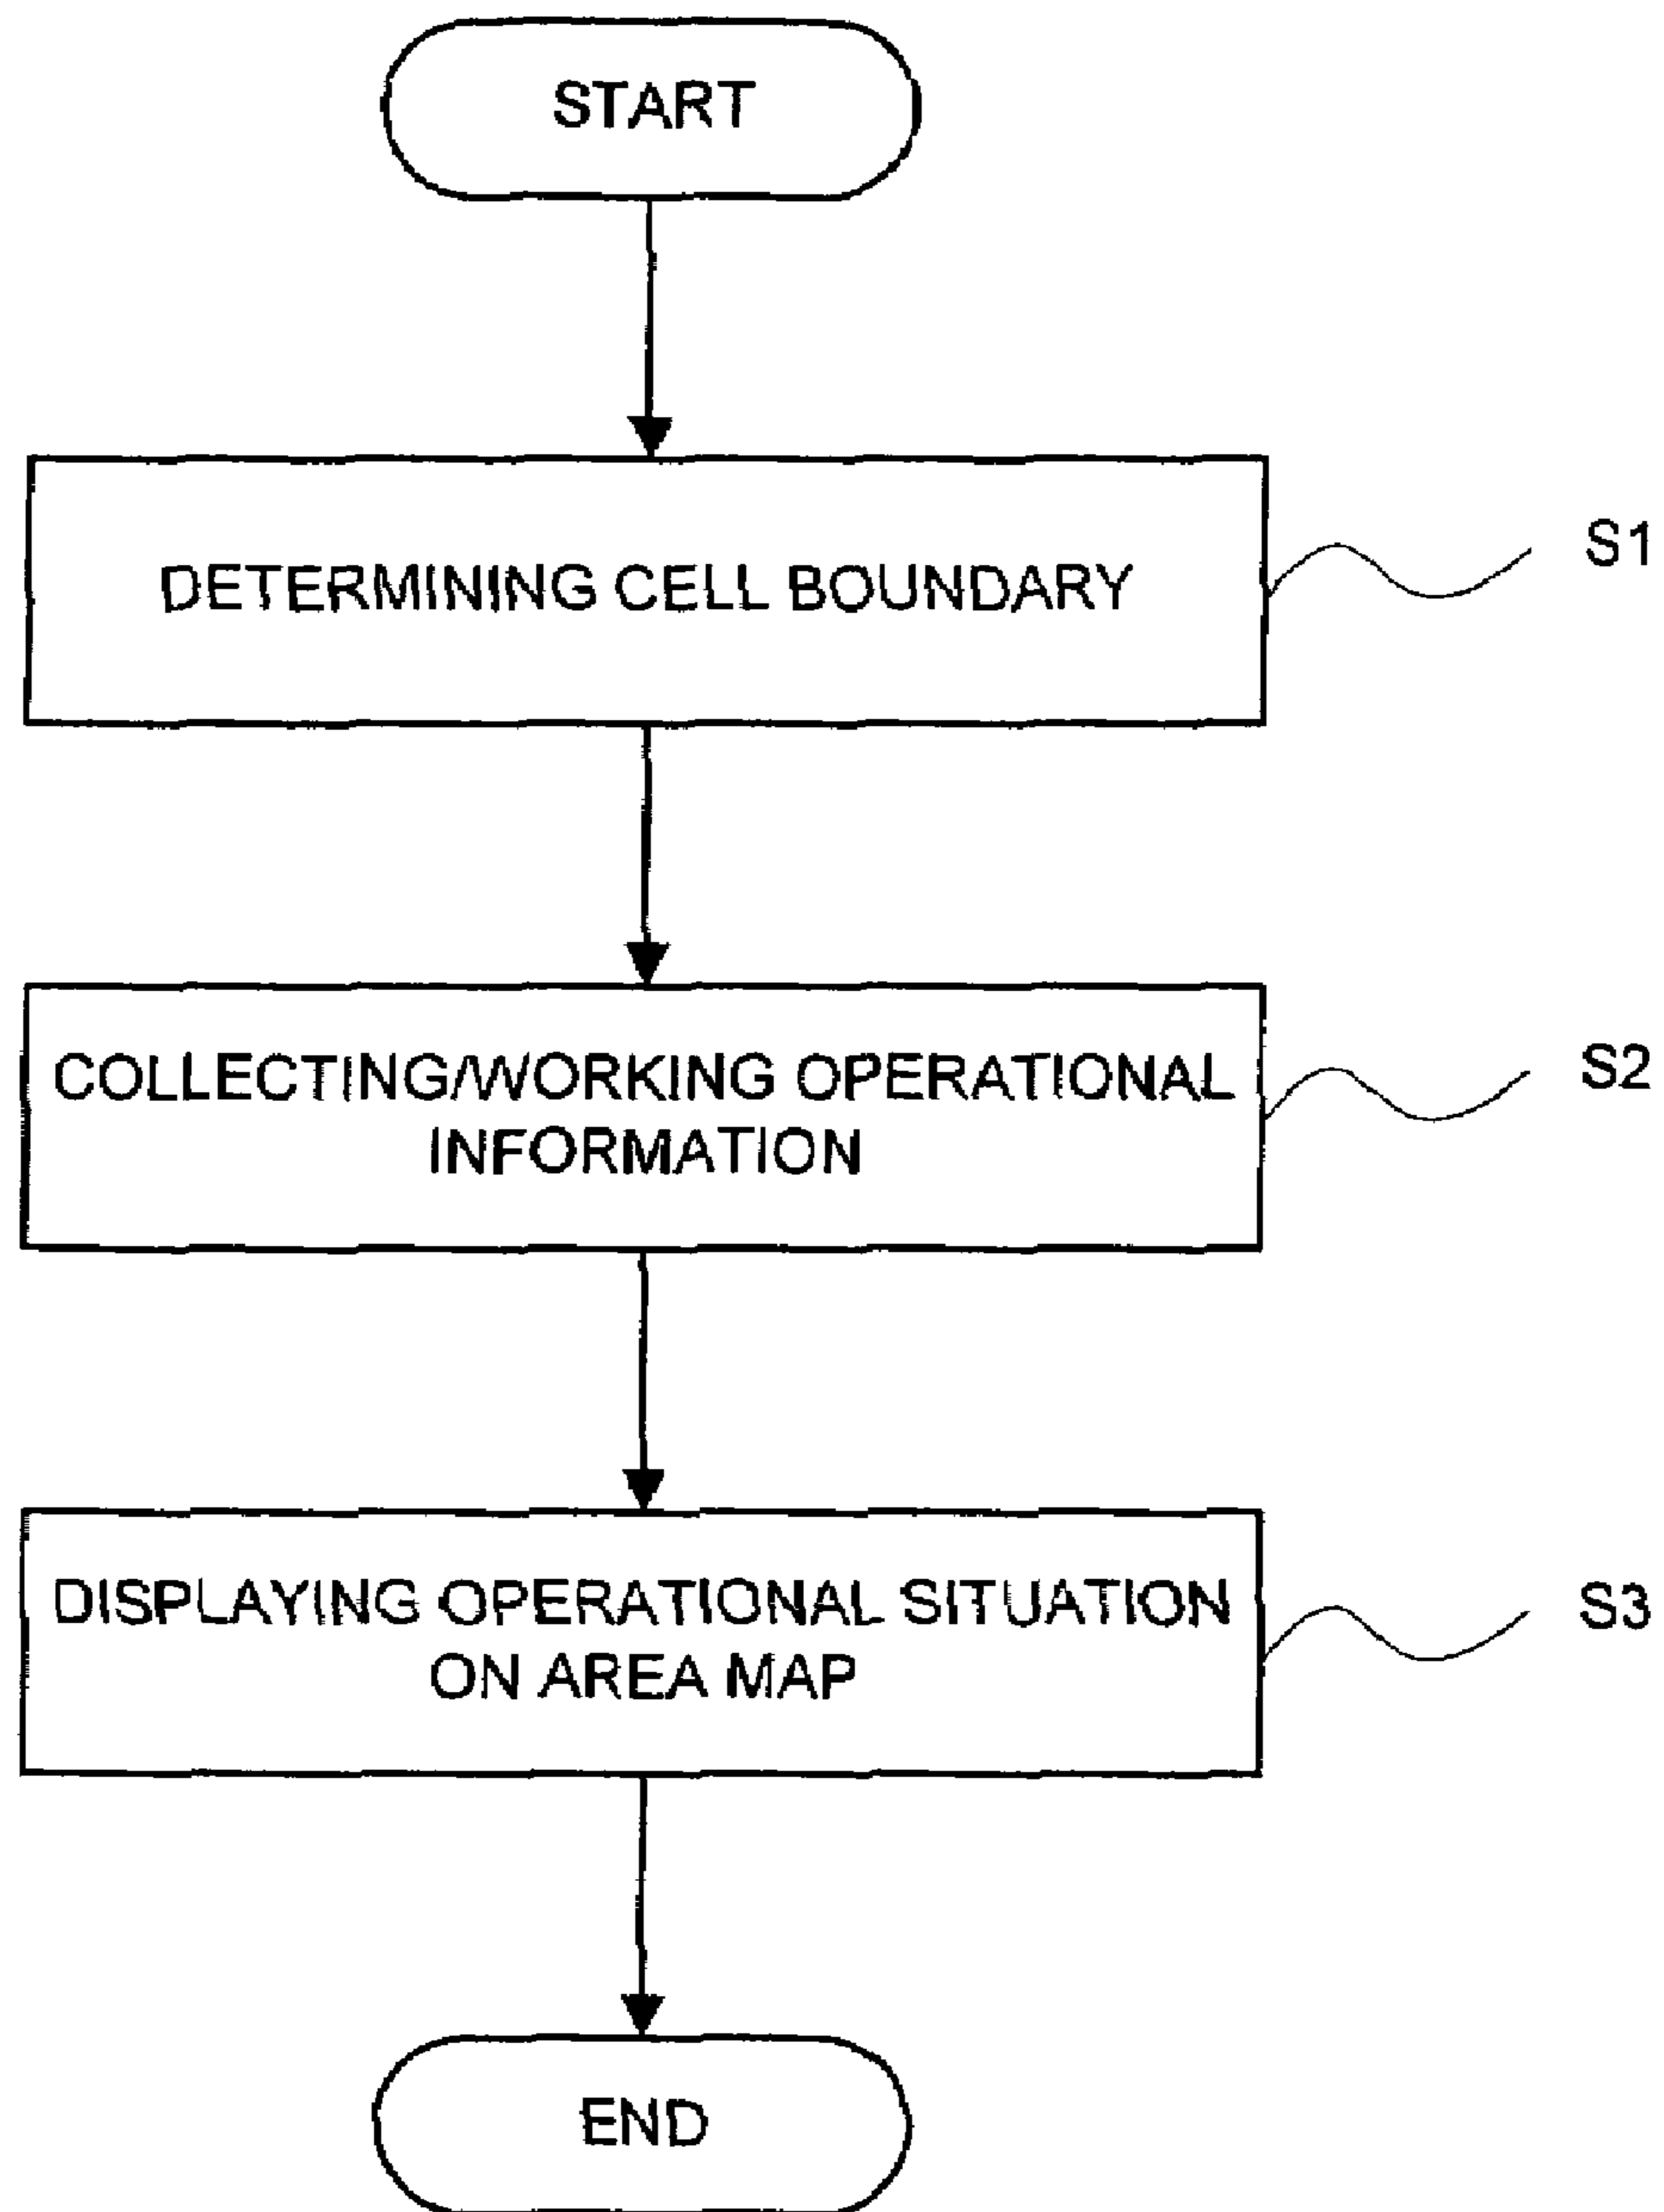 START
DETERMINING CELL BOUNDARY
S1
COLLECTING/WORKING OPERATIONAL
INFORMATION
S2
DISPLAYING OPERATIONAL SITUATION
ON AREA MAP
S3
END